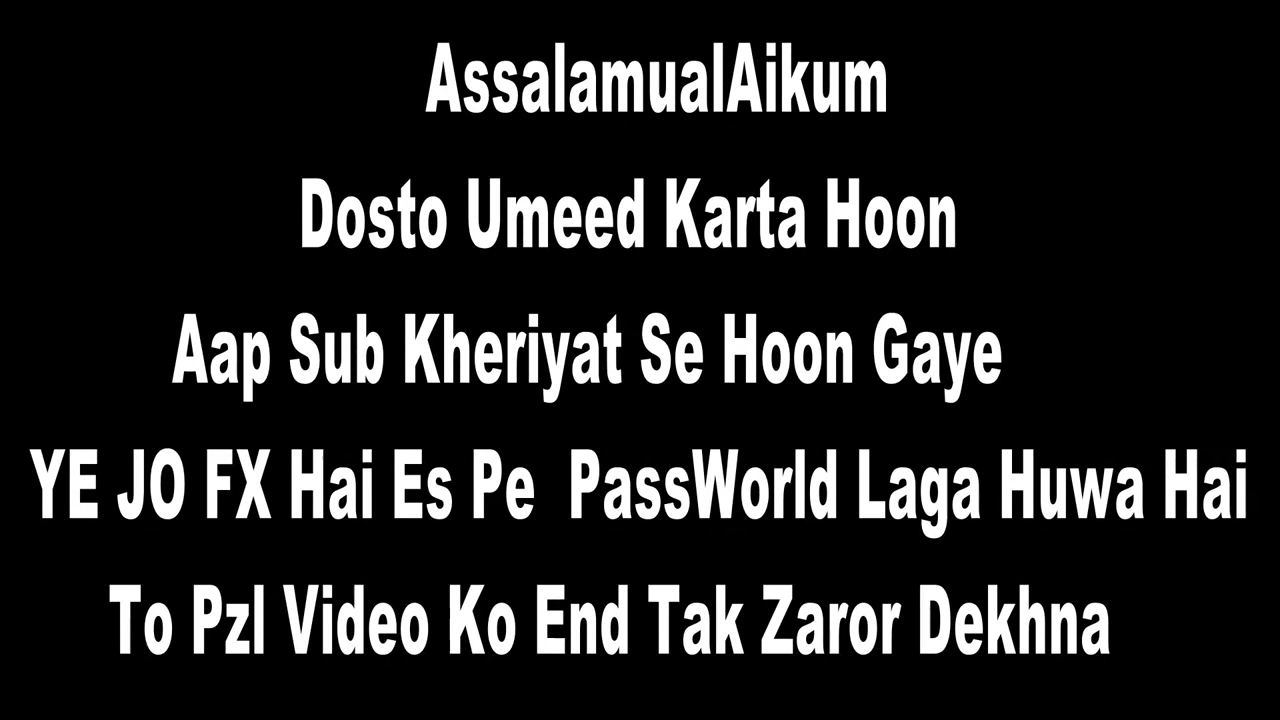 AssalamualAikum
Dosto Umeed Karta Hoon
Aap Sub Kheriyat Se Hoon Gaye
YE JO FX Hai Es Pe PassWorld Laga Huwa Hai
To Pzl Video Ko End Tak Zaror Dekhna